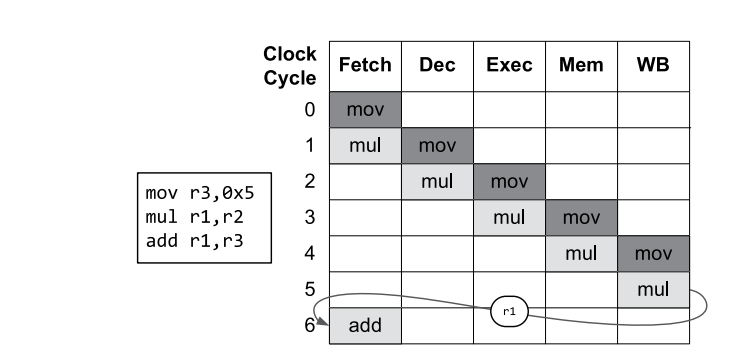 Clock Cycle Fetch Dec Exec Mem WB
0 mov
1 mul mov
2 mul mov
mov r3,0x5
mul r1,r2
add r1,r3
3 mul mov
4 mul mov
5 mul
r1
6 add